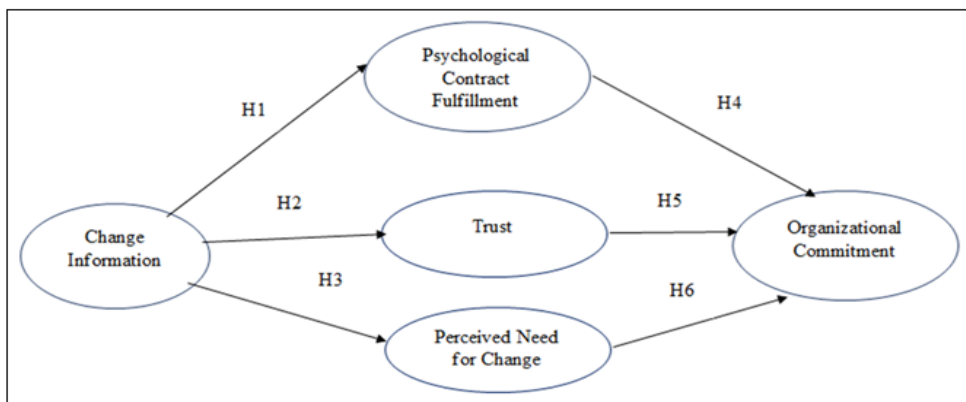 Psychological
Contract
Fulfillment
H1
H4
H2
Trust
H5
Change
Information
Organizational
Commitment
H3
H6
Perceived Need
for Change